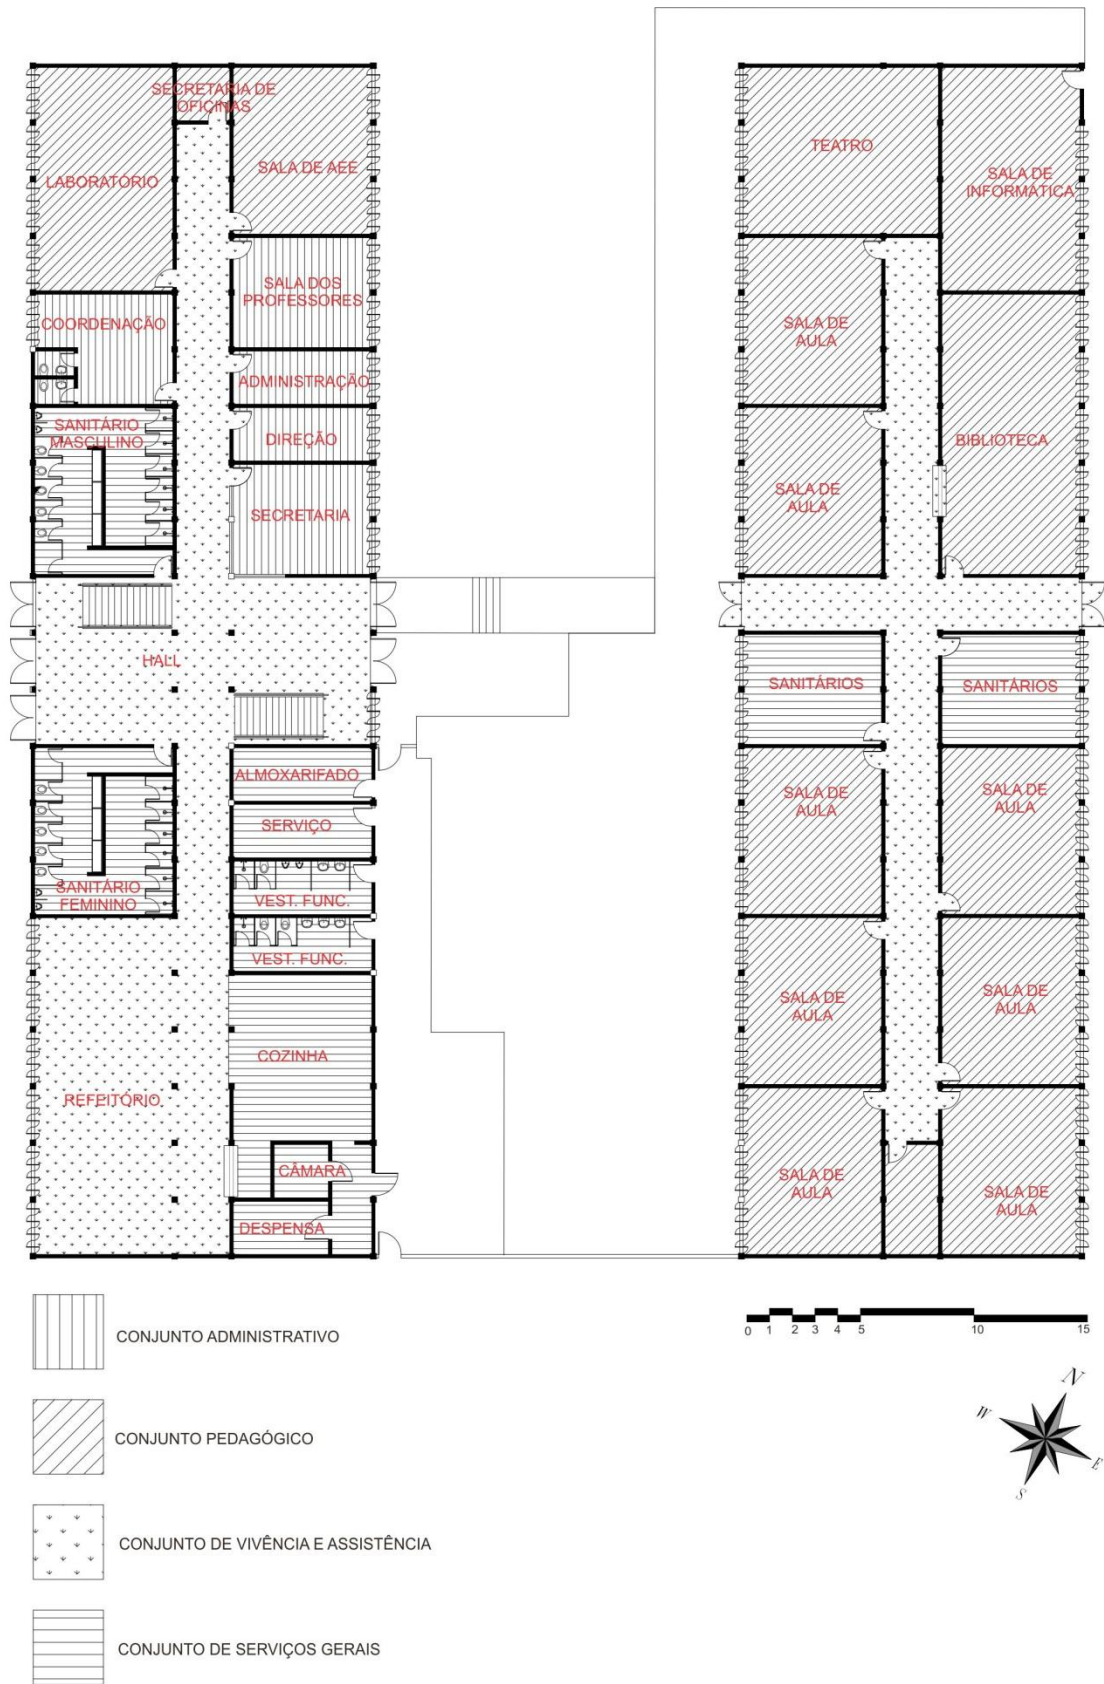 SECRETARIA DE
OFICINAS
LABORATÓRIO
SALA DE AEE
SALA DOS
PROFESSORES
COORDENAÇÃO
ADMINISTRAÇÃO
SANITÁRIO
MASCULINO
DIREÇÃO
SECRETARIA
HALL
ALMOXARIFADO
SERVIÇO
SANITÁRIO
FEMININO
VEST. FUNC.
VEST. FUNC.
COZINHA
REFEITÓRIO
CÂMARA
DESPENSA
TEATRO
SALA DE
INFORMATICA
SALA DE
AULA
BIBLIOTECA
SALA DE
AULA
SANITÁRIOS
SANITÁRIOS
SALA DE
AULA
SALA DE
AULA
SALA DE
AULA
SALA DE
AULA
SALA DE
AULA
SALA DE
AULA
CONJUNTO ADMINISTRATIVO
CONJUNTO PEDAGÓGICO
CONJUNTO DE VIVÊNCIA E ASSISTÊNCIA
CONJUNTO DE SERVIÇOS GERAIS
0 1 2 3 4 5 10 15
N
W
E
S